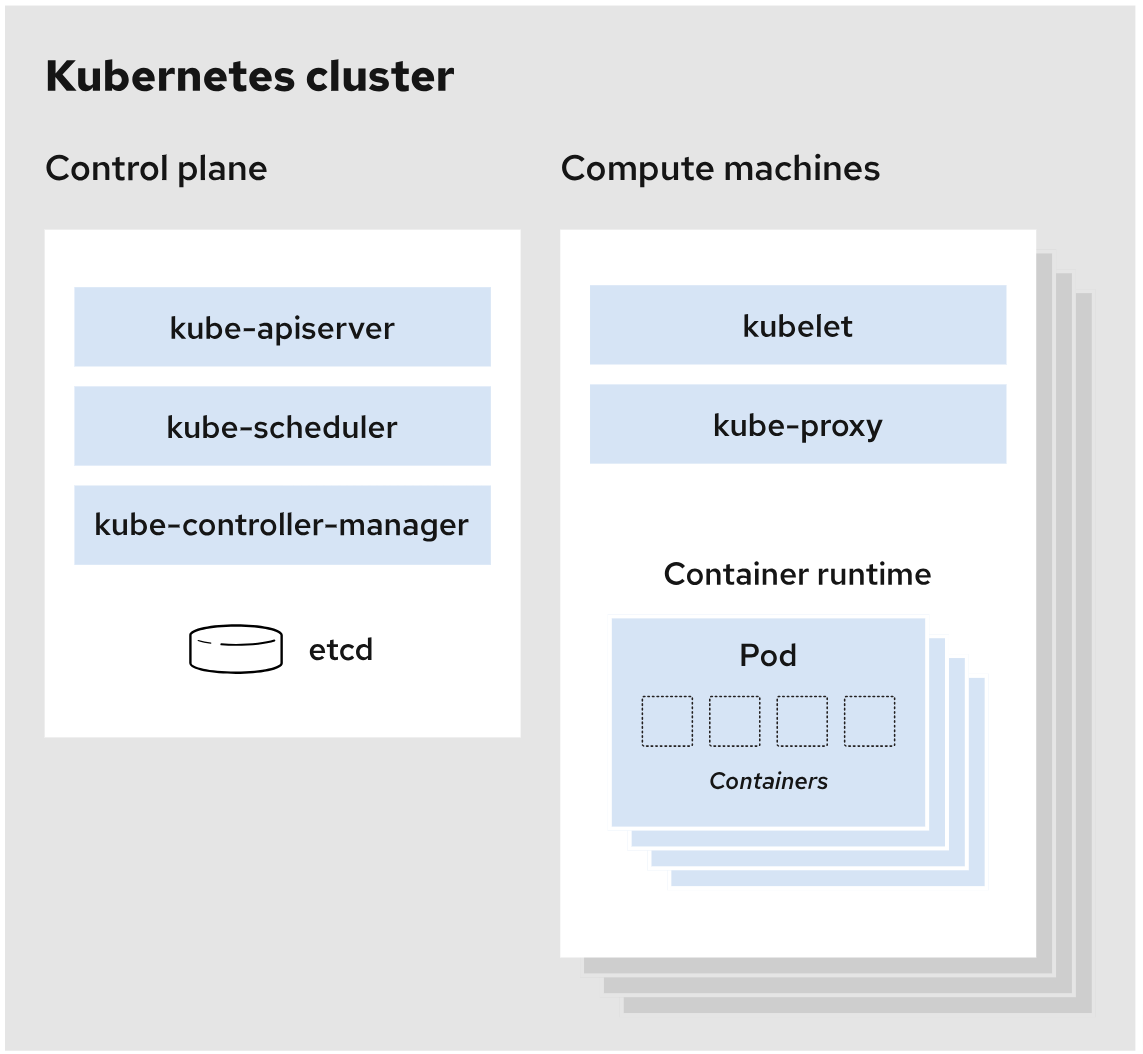 Kubernetes cluster
Control plane
kube-apiserver
kube-scheduler
kube-controller-manager
etcd
Compute machines
kubelet
kube-proxy
Container runtime
Pod
Containers